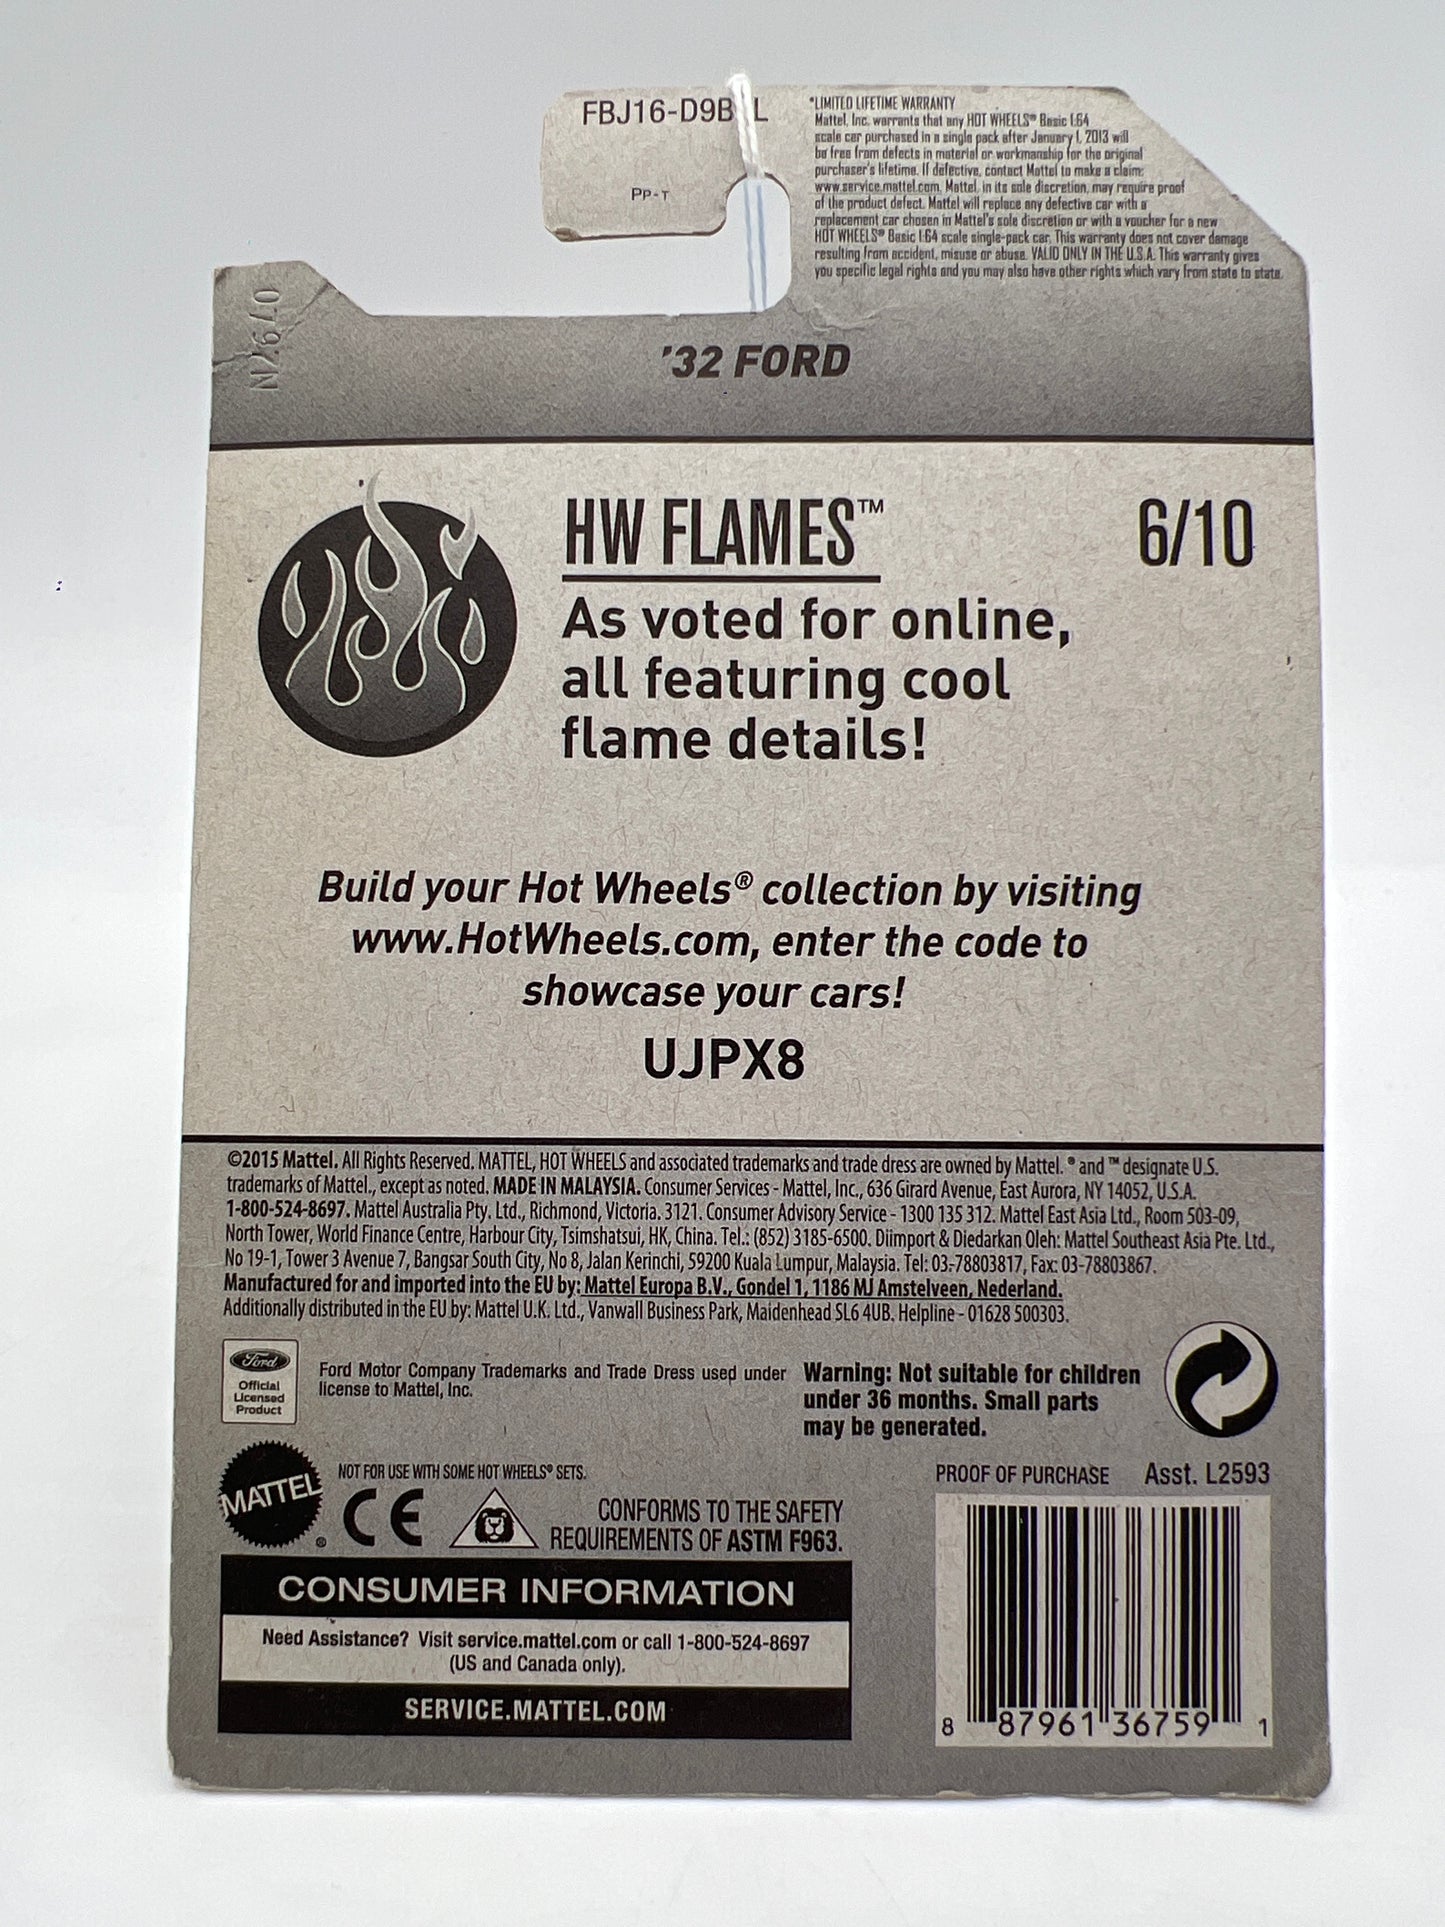 FBJ16-D9B L
PP-T
*LIMITED LIFETIME WARRANTY
Mattel, Inc. warrants that any HOT WHEELS® Basic 1:64
scale car purchased in a single pack after January 1, 2013 will
be free from defects in material or workmanship for the original
purchaser's lifetime. If defective, contact Mattel to make a claim:
www.service.mattel.com. Mattel, in its sole discretion, may require proof
of the product defect. Mattel will replace any defective car with a
replacement car chosen in Mattel's sole discretion or with a voucher for a new
HOT WHEELS® Basic 1:64 scale single-pack car. This warranty does not cover damage
resulting from accident, misuse or abuse. VALID ONLY IN THE U.S.A. This warranty gives
you specific legal rights and you may also have other rights which vary from state to state.
'32 FORD
HW FLAMES™
6/10
As voted for online,
all featuring cool
flame details!
Build your Hot Wheels® collection by visiting
www.HotWheels.com, enter the code to
showcase your cars!
UJPX8
©2015 Mattel. All Rights Reserved. MATTEL, HOT WHEELS and associated trademarks and trade dress are owned by Mattel. ® and ™ designate U.S.
trademarks of Mattel., except as noted. MADE IN MALAYSIA. Consumer Services - Mattel, Inc., 636 Girard Avenue, East Aurora, NY 14052, U.S.A.
1-800-524-8697. Mattel Australia Pty. Ltd., Richmond, Victoria. 3121. Consumer Advisory Service - 1300 135 312. Mattel East Asia Ltd., Room 503-09,
North Tower, World Finance Centre, Harbour City, Tsimshatsui, HK, China. Tel.: (852) 3185-6500. Diimport & Diedarkan Oleh: Mattel Southeast Asia Pte. Ltd.,
No 19-1, Tower 3 Avenue 7, Bangsar South City, No 8, Jalan Kerinchi, 59200 Kuala Lumpur, Malaysia. Tel: 03-78803817, Fax: 03-78803867.
Manufactured for and imported into the EU by: Mattel Europa B.V., Gondel 1, 1186 MJ Amstelveen, Nederland.
Additionally distributed in the EU by: Mattel U.K. Ltd., Vanwall Business Park, Maidenhead SL6 4UB. Helpline - 01628 500303.
Ford
Official
Licensed
Product
Ford Motor Company Trademarks and Trade Dress used under
license to Mattel, Inc.
Warning: Not suitable for children
under 36 months. Small parts
may be generated.
MATTEL®
NOT FOR USE WITH SOME HOT WHEELS® SETS.
CE
CONFORMS TO THE SAFETY
REQUIREMENTS OF ASTM F963.
PROOF OF PURCHASE Asst. L2593
CONSUMER INFORMATION
Need Assistance? Visit service.mattel.com or call 1-800-524-8697
(US and Canada only).
SERVICE.MATTEL.COM
8 87961 36759 1